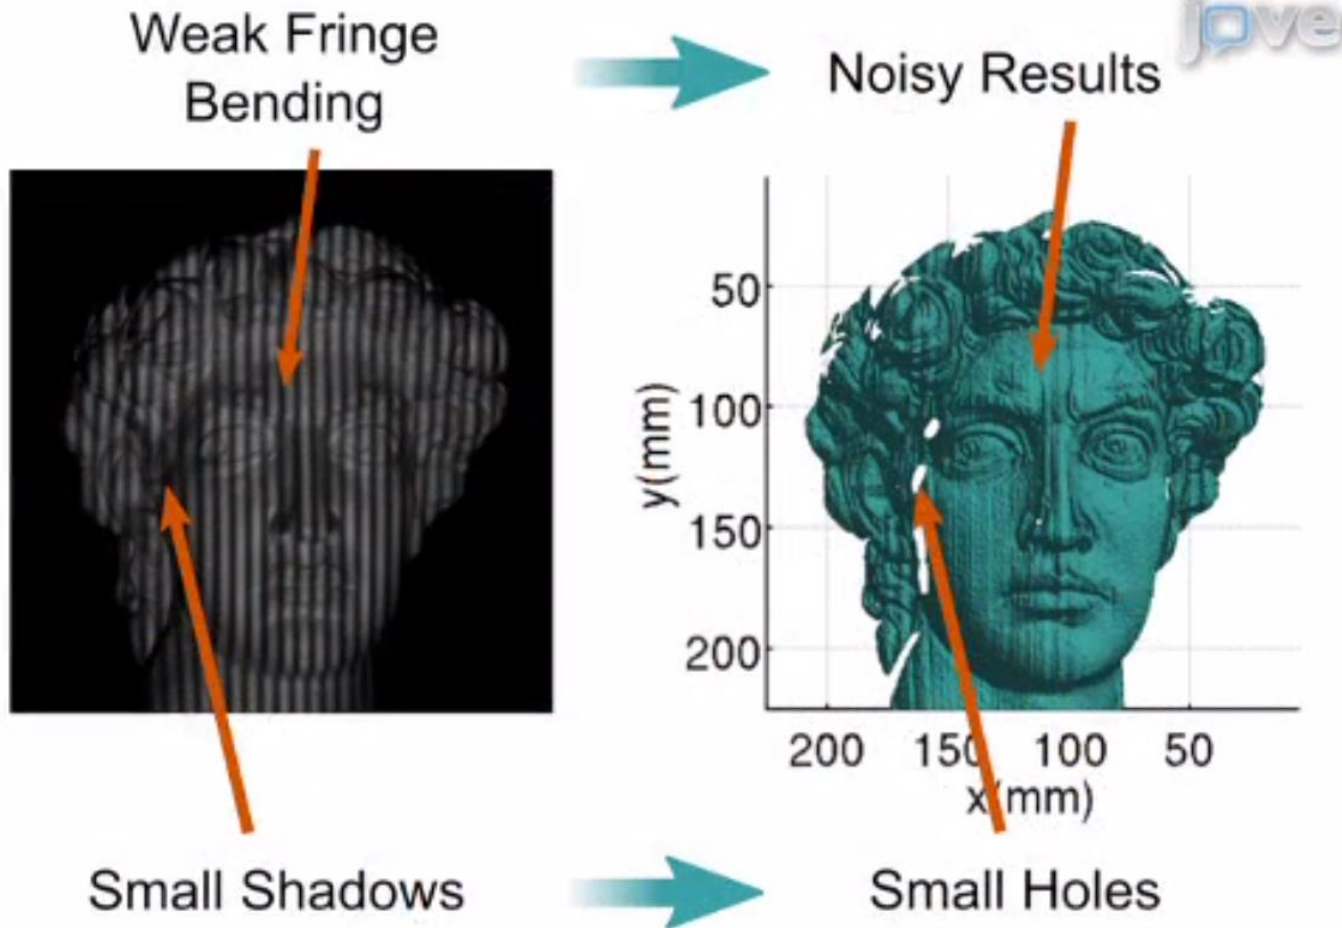 Weak Fringe
Bending
Noisy Results
jove
50
100
150
200
y(mm)
200 150 100 50
x(mm)
Small Shadows
Small Holes